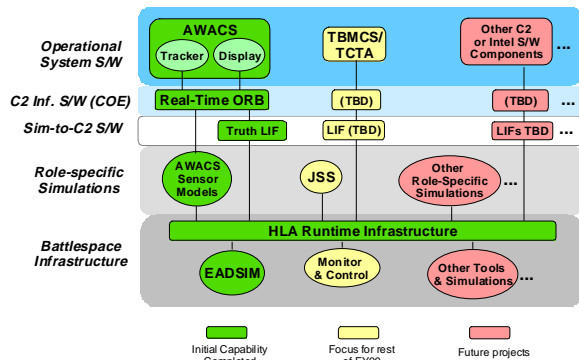 Operational
System S/W
AWACS
Tracker
Display
TBMCS/
TCTA
Other C2
or Intel S/W
Components
...
C2 Inf. S/W (COE)
Real-Time ORB
(TBD)
(TBD)
...
Sim-to-C2 S/W
Truth LIF
LIF (TBD)
LIFs TBD
...
Role-specific
Simulations
AWACS
Sensor
Models
JSS
Other
Role-Specific
Simulations
...
HLA Runtime Infrastructure
Battlespace
Infrastructure
EADSIM
Monitor
& Control
Other Tools
& Simulations
...
Initial Capability
Completed
Focus for rest
of FY00
Future projects